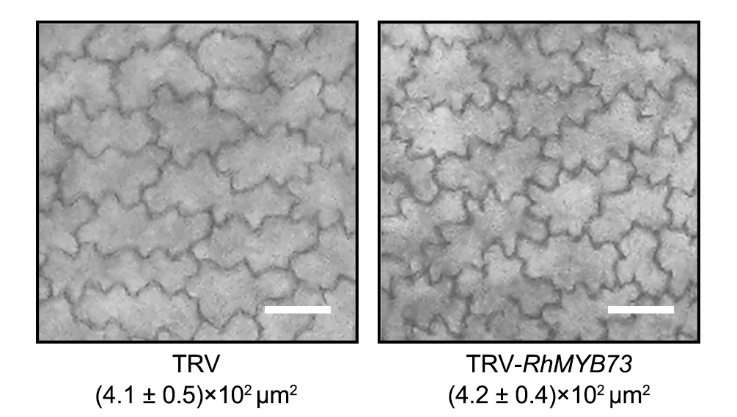 TRV
(4.1 ± 0.5)×10² µm²
TRV-RhMYB73
(4.2 ± 0.4)×10² µm²